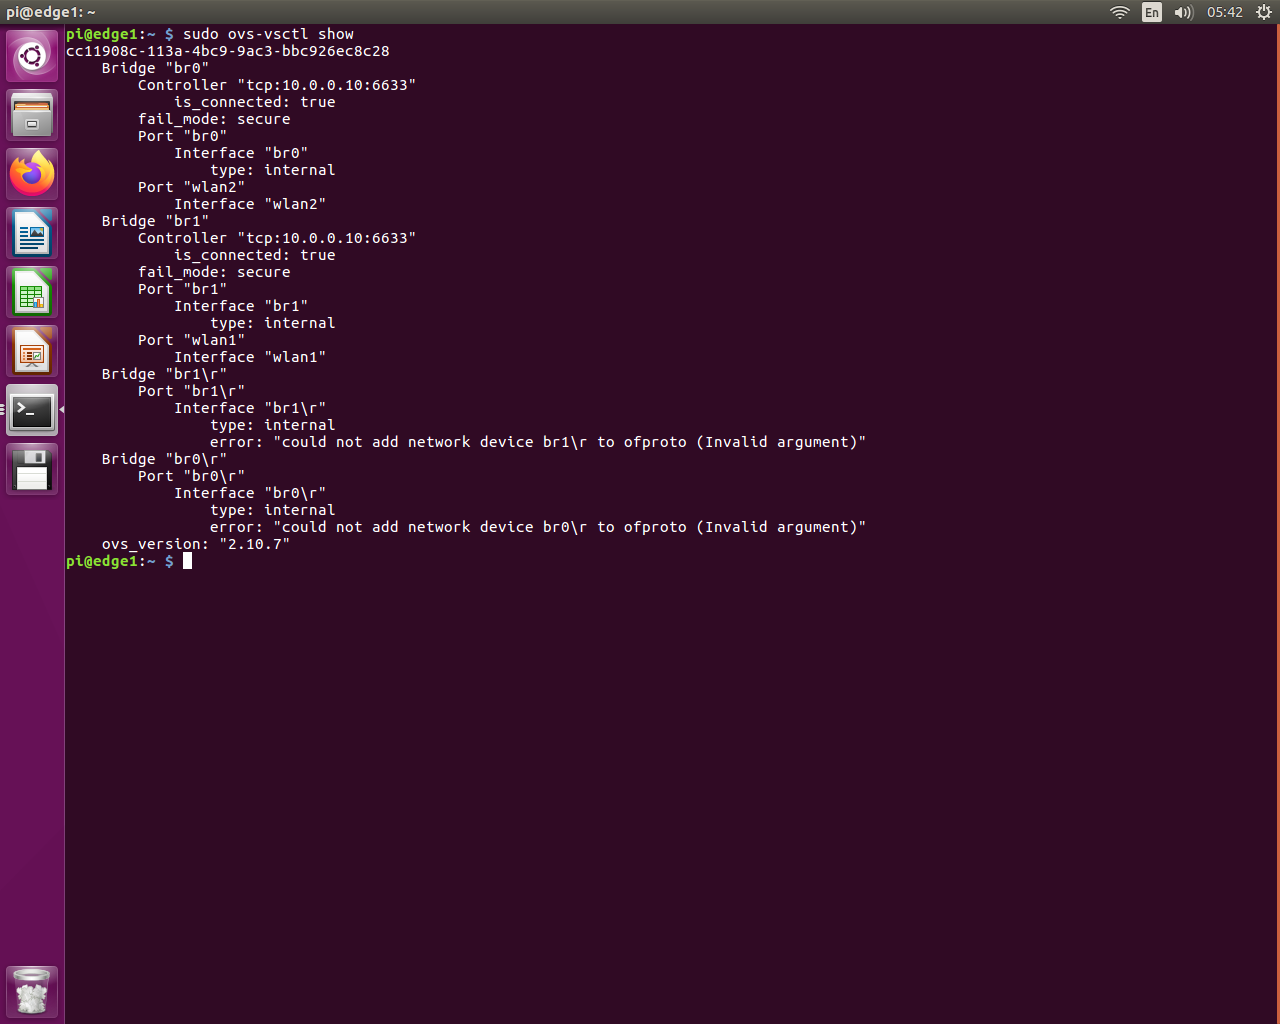 pi@edge1: ~
En
05:42
pi@edge1:~ $ sudo ovs-vsctl show
cc11908c-113a-4bc9-9ac3-bbc926ec8c28
    Bridge "br0"
        Controller "tcp:10.0.0.10:6633"
            is_connected: true
        fail_mode: secure
        Port "br0"
            Interface "br0"
                type: internal
        Port "wlan2"
            Interface "wlan2"
    Bridge "br1"
        Controller "tcp:10.0.0.10:6633"
            is_connected: true
        fail_mode: secure
        Port "br1"
            Interface "br1"
                type: internal
        Port "wlan1"
            Interface "wlan1"
    Bridge "br1\r"
        Port "br1\r"
            Interface "br1\r"
                type: internal
                error: "could not add network device br1\r to ofproto (Invalid argument)"
    Bridge "br0\r"
        Port "br0\r"
            Interface "br0\r"
                type: internal
                error: "could not add network device br0\r to ofproto (Invalid argument)"
    ovs_version: "2.10.7"
pi@edge1:~ $